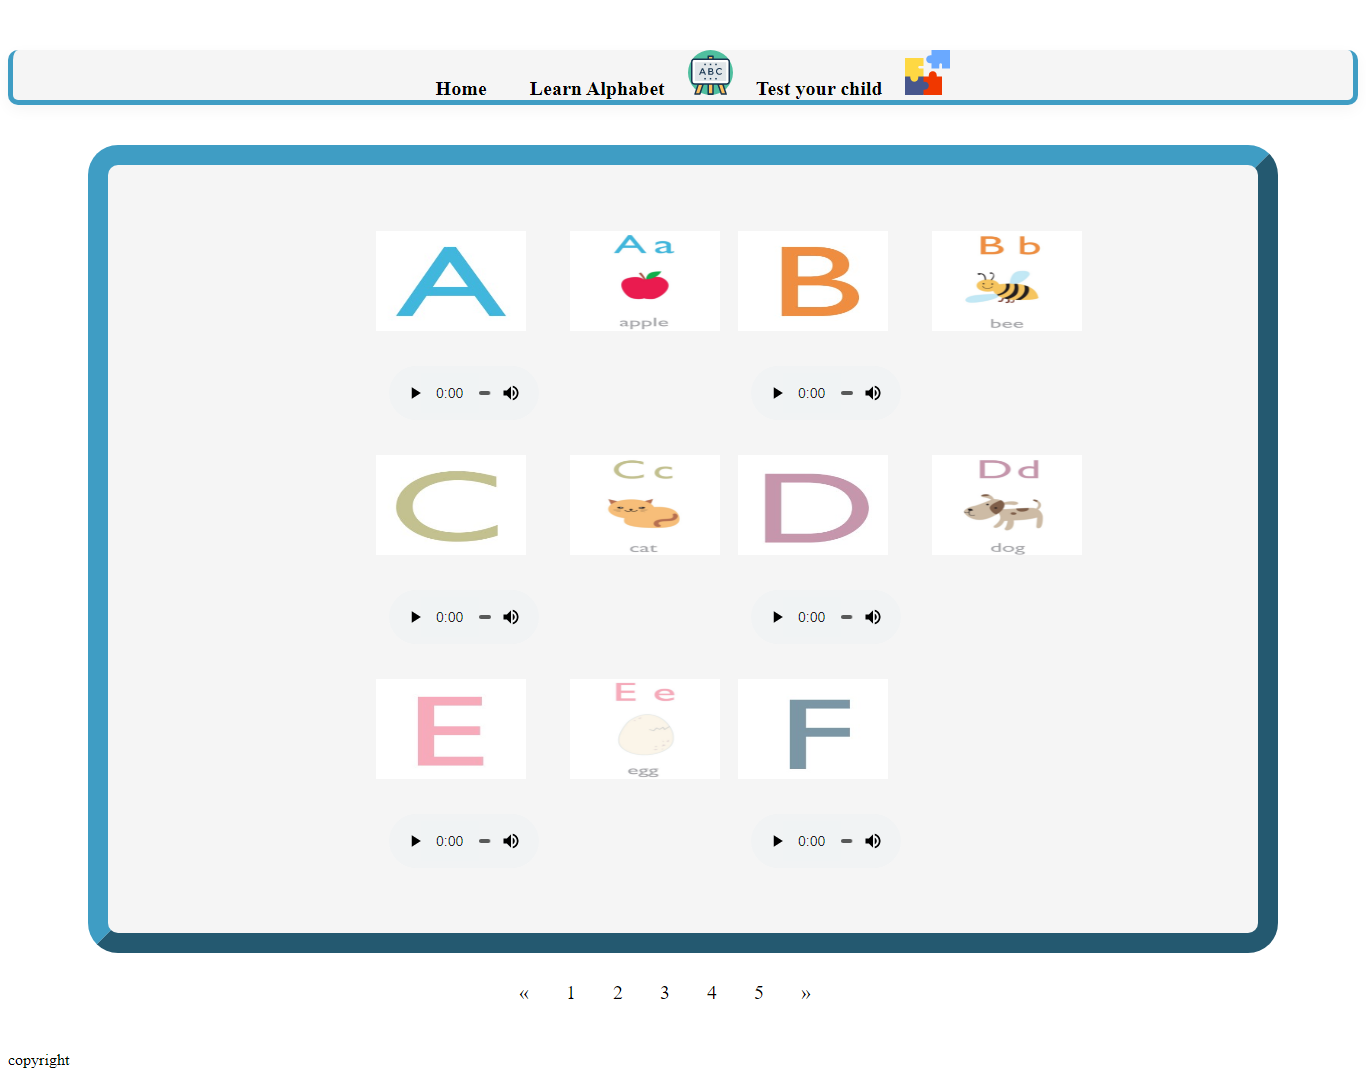 Home Learn Alphabet ABC Test your child
A A a B B b
apple bee
0:00 0:00
C C c D D d
cat dog
0:00 0:00
E E e F
egg
0:00 0:00
« 1 2 3 4 5 »
copyright